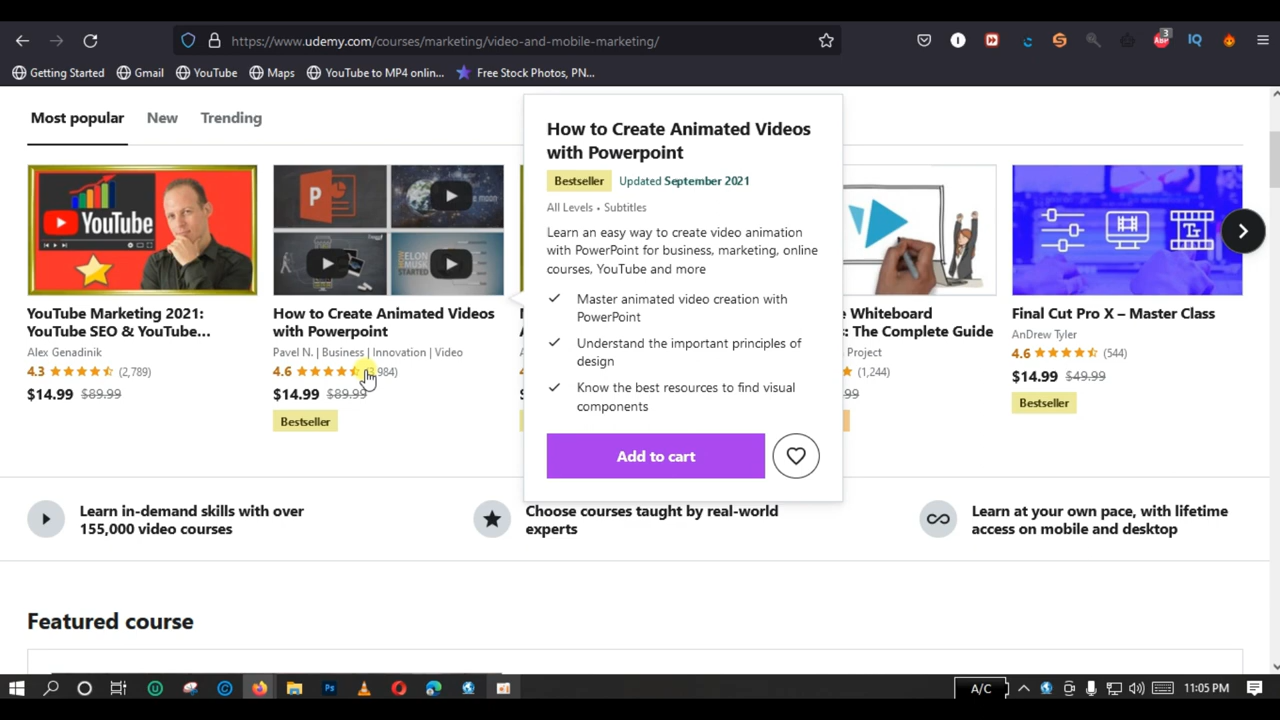 https://www.udemy.com/courses/marketing/video-and-mobile-marketing/
3
ABP
IQ
Getting Started
Gmail
YouTube
Maps
YouTube to MP4 onlin...
Free Stock Photos, PN...
Most popular
New
Trending
YouTube
YouTube Marketing 2021:
YouTube SEO & YouTube...
Alex Genadinik
4.3
(2,789)
$14.99 $89.99
P
How to Create Animated Videos
with Powerpoint
Pavel N. | Business | Innovation | Video
4.6
984)
$14.99 $89.99
Bestseller
How to Create Animated Videos
with Powerpoint
Bestseller
Updated September 2021
All Levels • Subtitles
Learn an easy way to create video animation
with PowerPoint for business, marketing, online
courses, YouTube and more
Master animated video creation with
PowerPoint
Understand the important principles of
design
Know the best resources to find visual
components
Add to cart
Whiteboard
: The Complete Guide
Project
(1,244)
Final Cut Pro X – Master Class
AnDrew Tyler
4.6
(544)
$14.99 $49.99
Bestseller
Learn in-demand skills with over
155,000 video courses
Choose courses taught by real-world
experts
Learn at your own pace, with lifetime
access on mobile and desktop
Featured course
Ps
A/C
11:05 PM